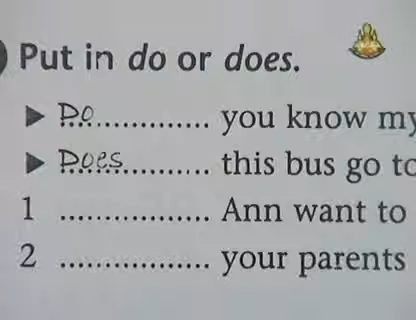 Put in do or does.
▶ Do.............. you know my
▶ Does........... this bus go to
1 ................. Ann want to
2 ................. your parents